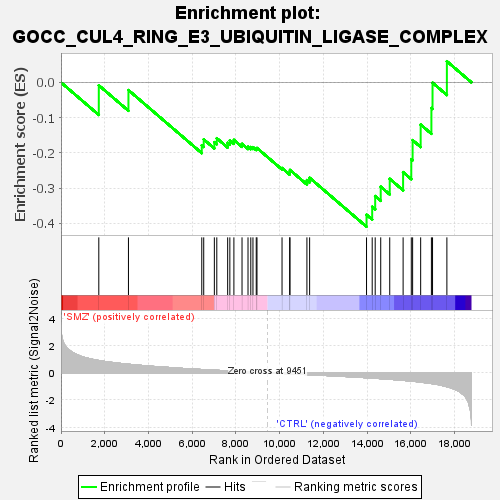 Enrichment plot:
GOCC_CUL4_RING_E3_UBIQUITIN_LIGASE_COMPLEX
Enrichment score (ES)
0.0
-0.1
-0.2
-0.3
-0.4
'SMZ' (positively correlated)
Ranked list metric (Signal2Noise)
4
2
0
-2
-4
Zero cross at 9451
'CTRL' (negatively correlated)
0
2,000
4,000
6,000
8,000
10,000
12,000
14,000
16,000
18,000
Rank in Ordered Dataset
Enrichment profile
Hits
Ranking metric scores